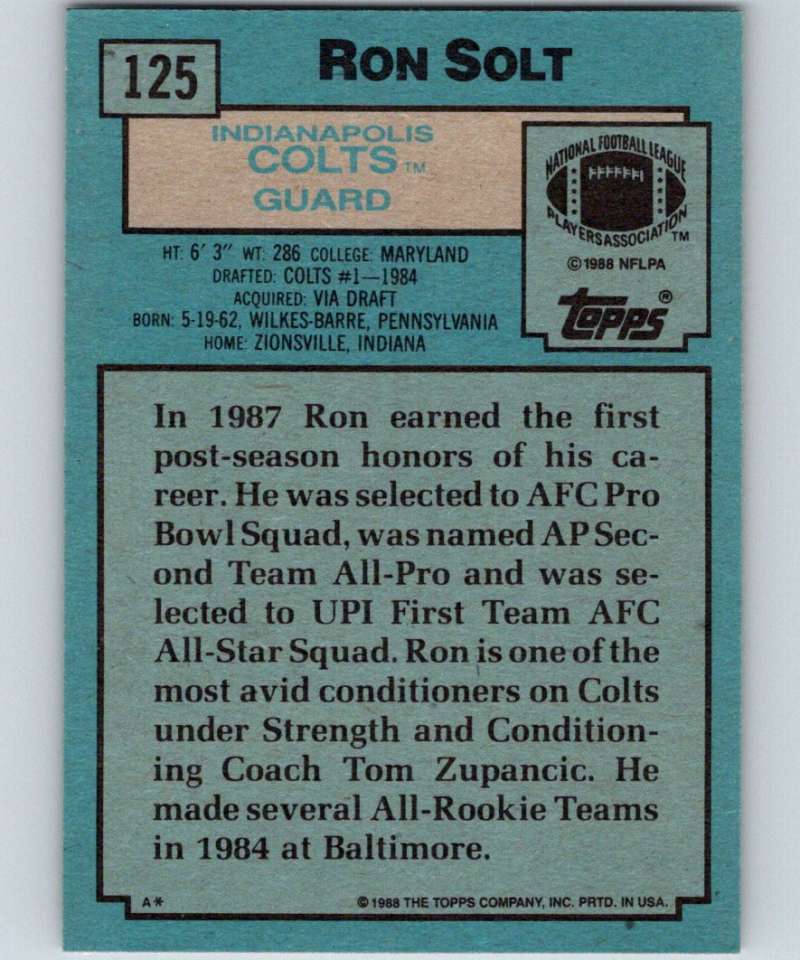 125
RON SOLT
INDIANAPOLIS
COLTS™
GUARD
NATIONAL FOOTBALL LEAGUE
PLAYERS ASSOCIATION™
©1988 NFLPA
Topps®
HT: 6' 3" WT: 286 COLLEGE: MARYLAND
DRAFTED: COLTS #1—1984
ACQUIRED: VIA DRAFT
BORN: 5-19-62, WILKES-BARRE, PENNSYLVANIA
HOME: ZIONSVILLE, INDIANA
In 1987 Ron earned the first
post-season honors of his ca-
reer. He was selected to AFC Pro
Bowl Squad, was named AP Sec-
ond Team All-Pro and was se-
lected to UPI First Team AFC
All-Star Squad. Ron is one of the
most avid conditioners on Colts
under Strength and Condition-
ing Coach Tom Zupancic. He
made several All-Rookie Teams
in 1984 at Baltimore.
A*
©1988 THE TOPPS COMPANY, INC. PRTD. IN USA.